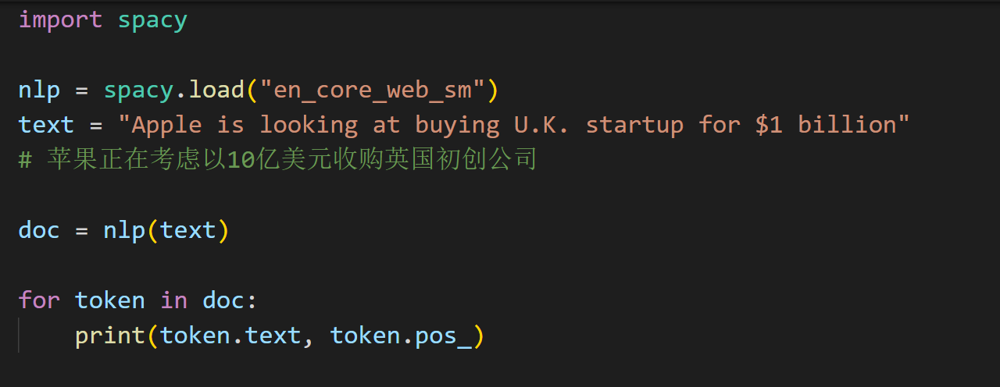 import spacy
nlp = spacy.load("en_core_web_sm")
text = "Apple is looking at buying U.K. startup for $1 billion"
# 苹果正在考虑以10亿美元收购英国初创公司
doc = nlp(text)
for token in doc:
    print(token.text, token.pos_)